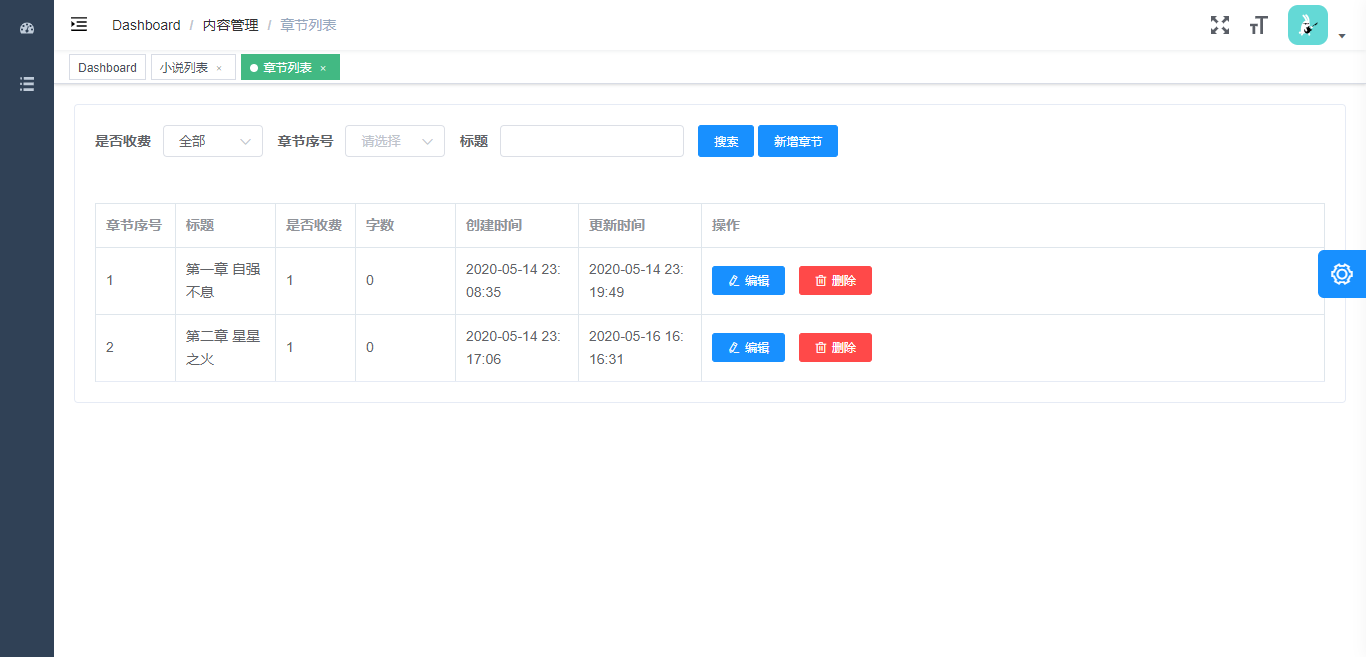 Dashboard / 内容管理 / 章节列表
Dashboard 小说列表 × 章节列表 ×
是否收费 全部 章节序号 请选择 标题 搜索 新增章节
章节序号 标题 是否收费 字数 创建时间 更新时间 操作
1 第一章 自强不息 1 0 2020-05-14 23:08:35 2020-05-14 23:19:49 编辑 删除
2 第二章 星星之火 1 0 2020-05-14 23:17:06 2020-05-16 16:16:31 编辑 删除